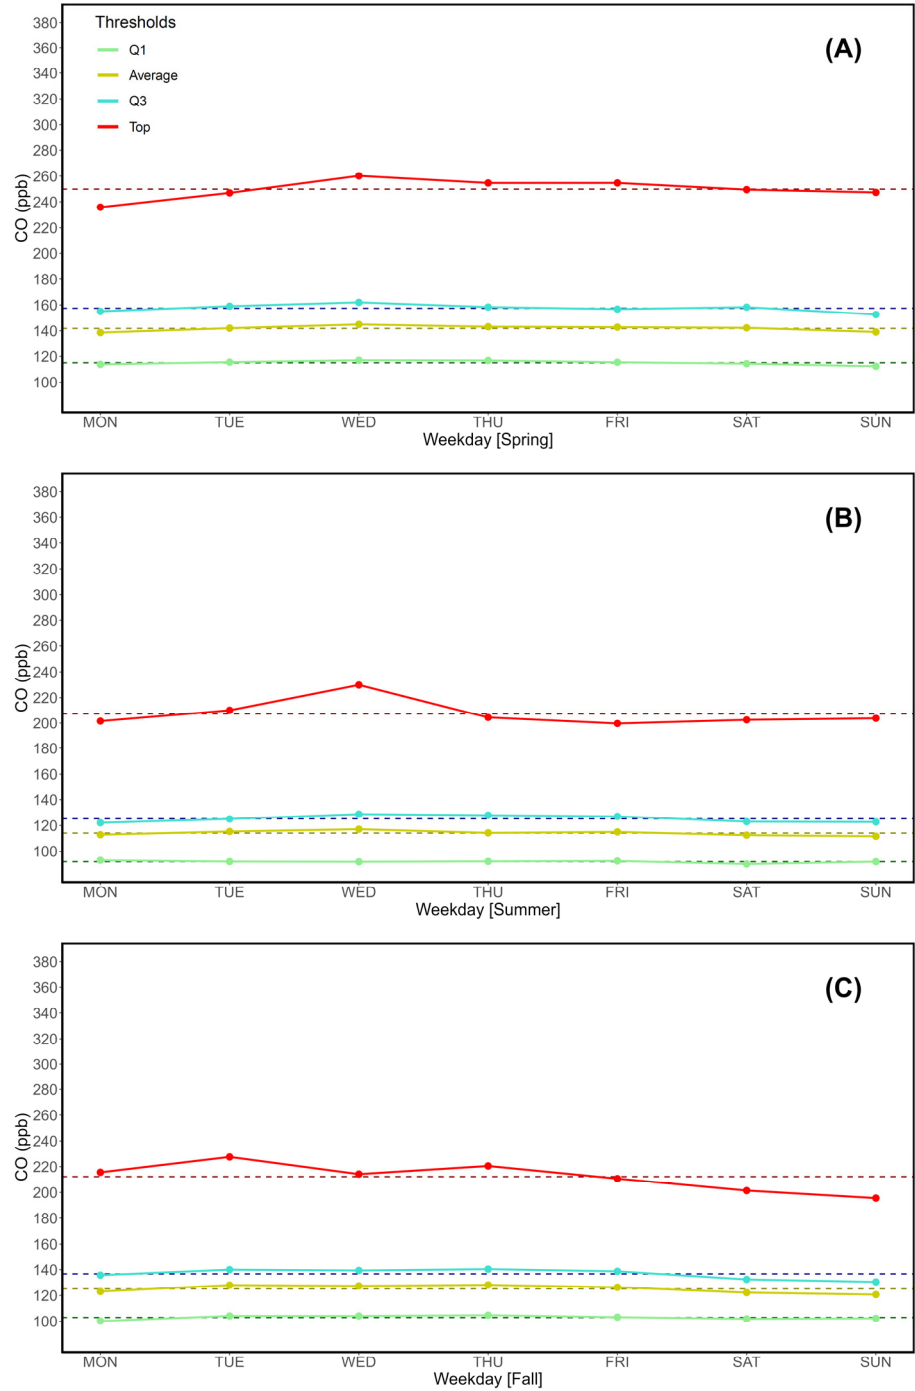 Thresholds
Q1
Average
Q3
Top
(A)
380
360
340
320
300
280
260
240
220
200
180
160
140
120
100
CO (ppb)
MON TUE WED THU FRI SAT SUN
Weekday [Spring]
(B)
380
360
340
320
300
280
260
240
220
200
180
160
140
120
100
CO (ppb)
MON TUE WED THU FRI SAT SUN
Weekday [Summer]
(C)
380
360
340
320
300
280
260
240
220
200
180
160
140
120
100
CO (ppb)
MON TUE WED THU FRI SAT SUN
Weekday [Fall]